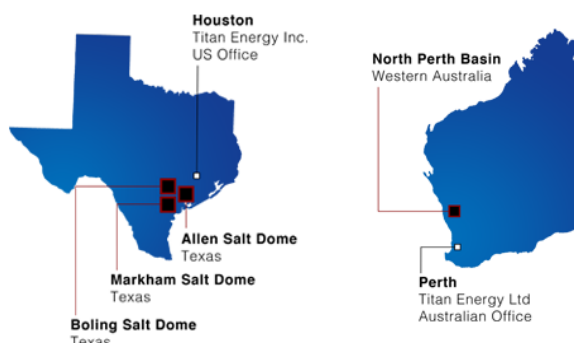 Houston
Titan Energy Inc.
US Office
North Perth Basin
Western Australia
Allen Salt Dome
Texas
Markham Salt Dome
Texas
Boling Salt Dome
Texas
Perth
Titan Energy Ltd
Australian Office